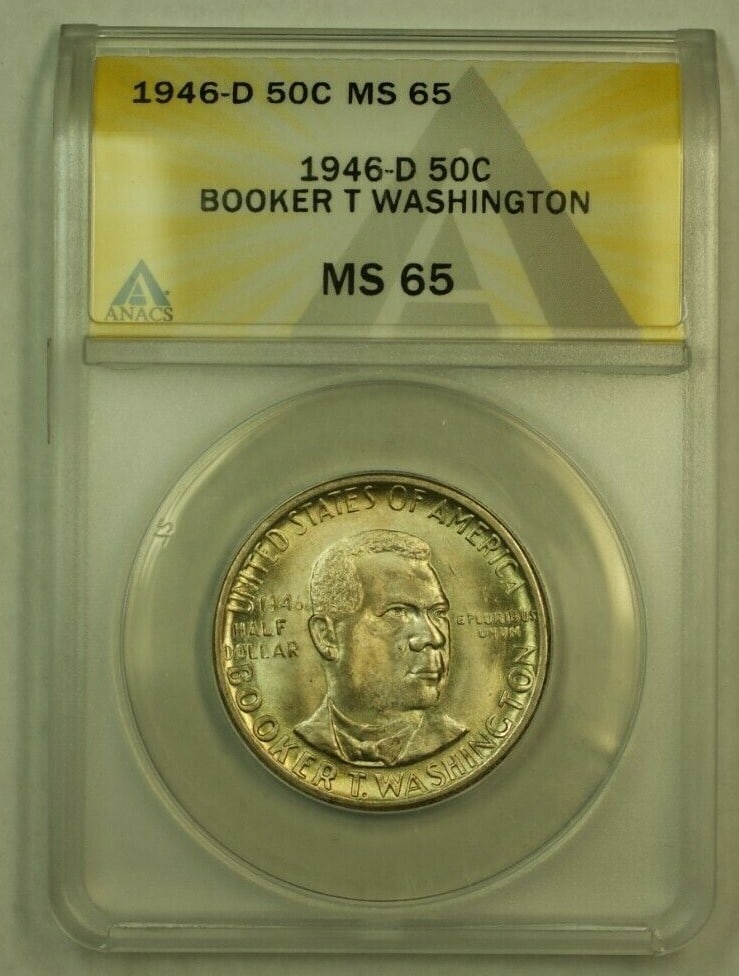 1946-D 50C MS 65
1946-D 50C
BOOKER T WASHINGTON
MS 65
ANACS
UNITED STATES OF AMERICA
1946
HALF
DOLLAR
E PLURIBUS
UNUM
BOOKER T. WASHINGTON